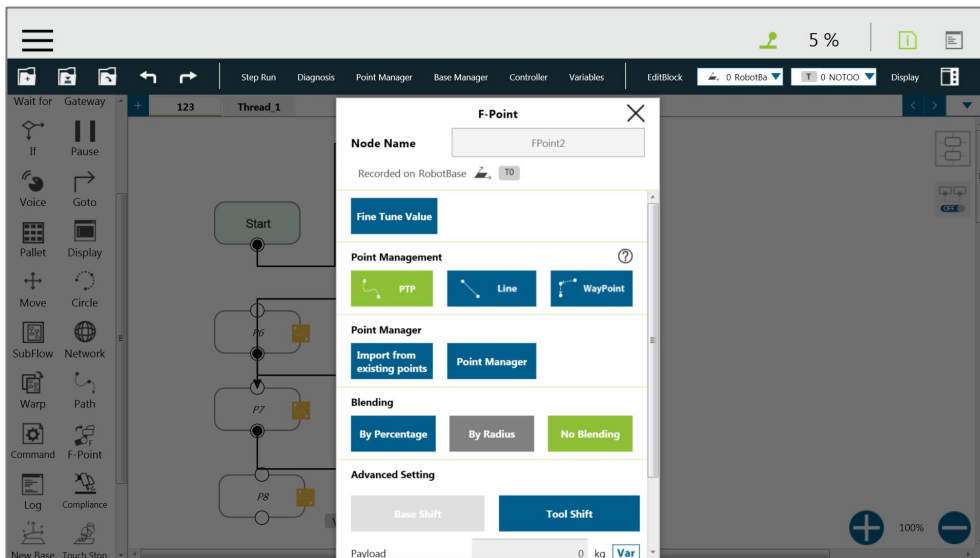 5 %
Step Run Diagnosis Point Manager Base Manager Controller Variables EditBlock 0 RobotBa T 0 NOTOO Display
Wait for Gateway
+ 123 Thread_1
If Pause
Voice Goto
Pallet Display
Move Circle
SubFlow Network
Warp Path
Command F-Point
Log Compliance
New Base Touch Stop
Start
P6
P7
P8
F-Point
Node Name FPoint2
Recorded on RobotBase T0
Fine Tune Value
Point Management
PTP Line WayPoint
Point Manager
Import from
existing points
Point Manager
Blending
By Percentage By Radius No Blending
Advanced Setting
Base Shift Tool Shift
Payload 0 kg Var
OFF
100%